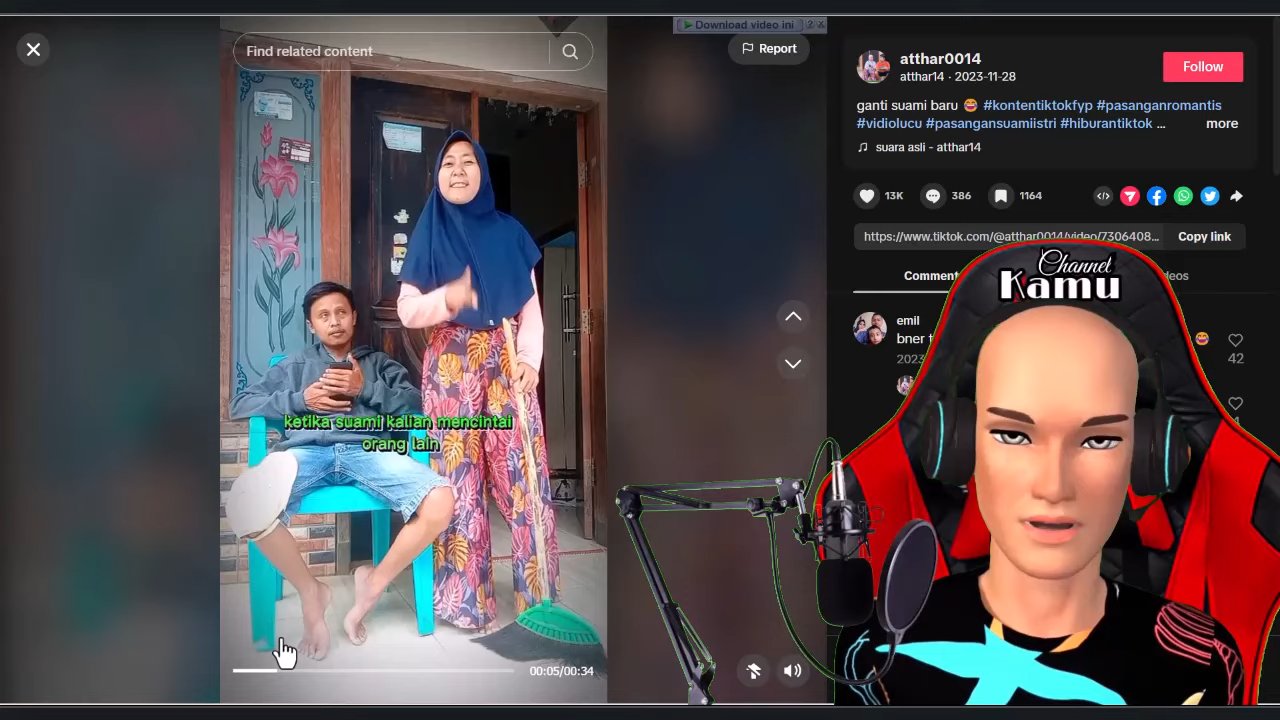 Download video ini
Find related content
Report
ketika suami kalian mencintai
orang lain
00:05/00:34
atthar0014
atthar14 · 2023-11-28
Follow
ganti suami baru 😆 #kontentiktokfyp #pasanganromantis
#vidiolucu #pasangansuamiistri #hiburantiktok ...
more
suara asli - atthar14
13K
386
1164
https://www.tiktok.com/@atthar0014/video/7306408...
Copy link
Channel
Kamu
emil
bner
42